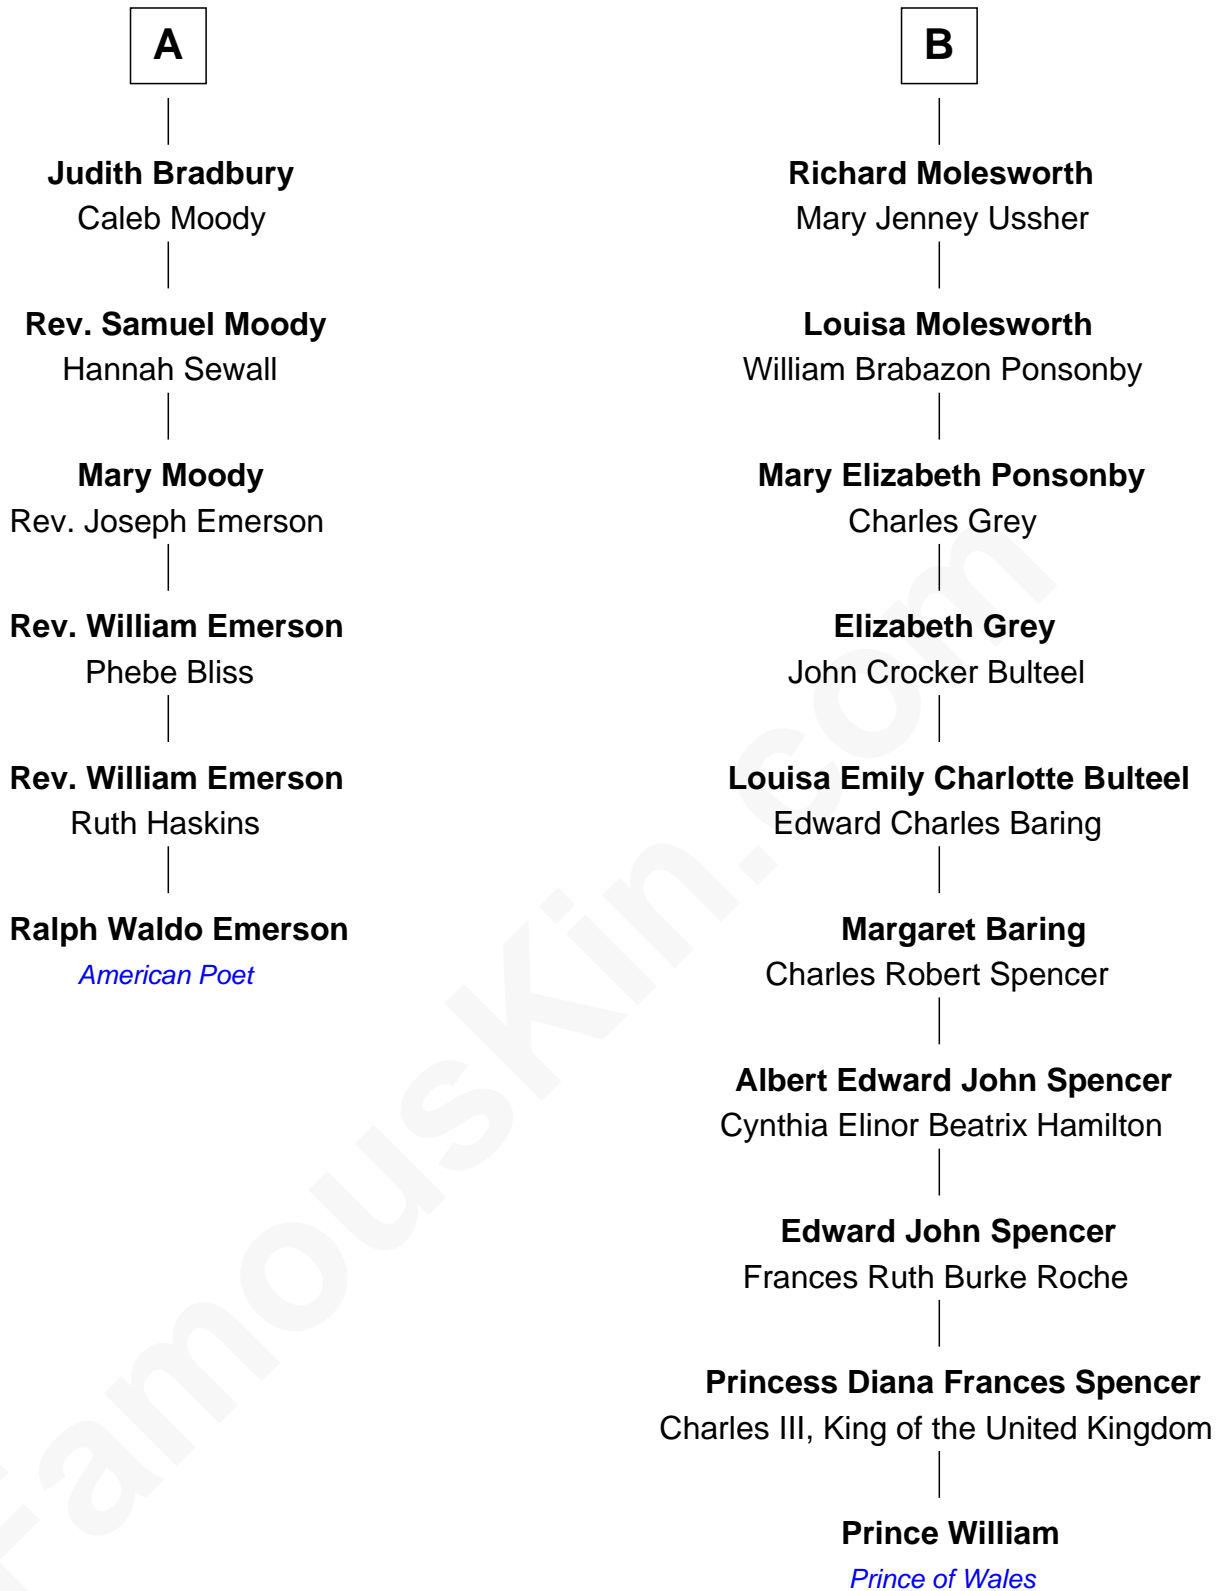 A
Judith Bradbury
Caleb Moody
Rev. Samuel Moody
Hannah Sewall
Mary Moody
Rev. Joseph Emerson
Rev. William Emerson
Phebe Bliss
Rev. William Emerson
Ruth Haskins
Ralph Waldo Emerson
American Poet
B
Richard Molesworth
Mary Jenney Ussher
Louisa Molesworth
William Brabazon Ponsonby
Mary Elizabeth Ponsonby
Charles Grey
Elizabeth Grey
John Crocker Bulteel
Louisa Emily Charlotte Bulteel
Edward Charles Baring
Margaret Baring
Charles Robert Spencer
Albert Edward John Spencer
Cynthia Elinor Beatrix Hamilton
Edward John Spencer
Frances Ruth Burke Roche
Princess Diana Frances Spencer
Charles III, King of the United Kingdom
Prince William
Prince of Wales
FamousKin.com